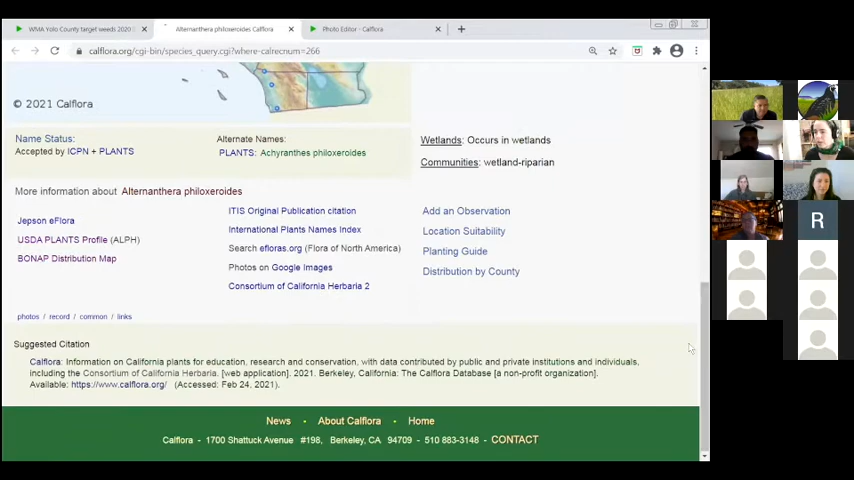 WMA Yolo County target weeds 2020
Alternanthera philoxeroides Calflora
Photo Editor - Calflora
calflora.org/cgi-bin/species_query.cgi?where-calrecnum=266
© 2021 Calflora
Name Status:
Accepted by ICPN + PLANTS
Alternate Names:
PLANTS: Achyranthes philoxeroides
Wetlands: Occurs in wetlands
Communities: wetland-riparian
More information about Alternanthera philoxeroides
Jepson eFlora
USDA PLANTS Profile (ALPH)
BONAP Distribution Map
ITIS Original Publication citation
International Plants Names Index
Search efloras.org (Flora of North America)
Photos on Google Images
Consortium of California Herbaria 2
Add an Observation
Location Suitability
Planting Guide
Distribution by County
photos / record / common / links
Suggested Citation
Calflora: Information on California plants for education, research and conservation, with data contributed by public and private institutions and individuals,
including the Consortium of California Herbaria. [web application]. 2021. Berkeley, California: The Calflora Database [a non-profit organization].
Available: https://www.calflora.org/ (Accessed: Feb 24, 2021).
News • About Calflora • Home
Calflora - 1700 Shattuck Avenue #198, Berkeley, CA 94709 - 510 883-3148 - CONTACT
R